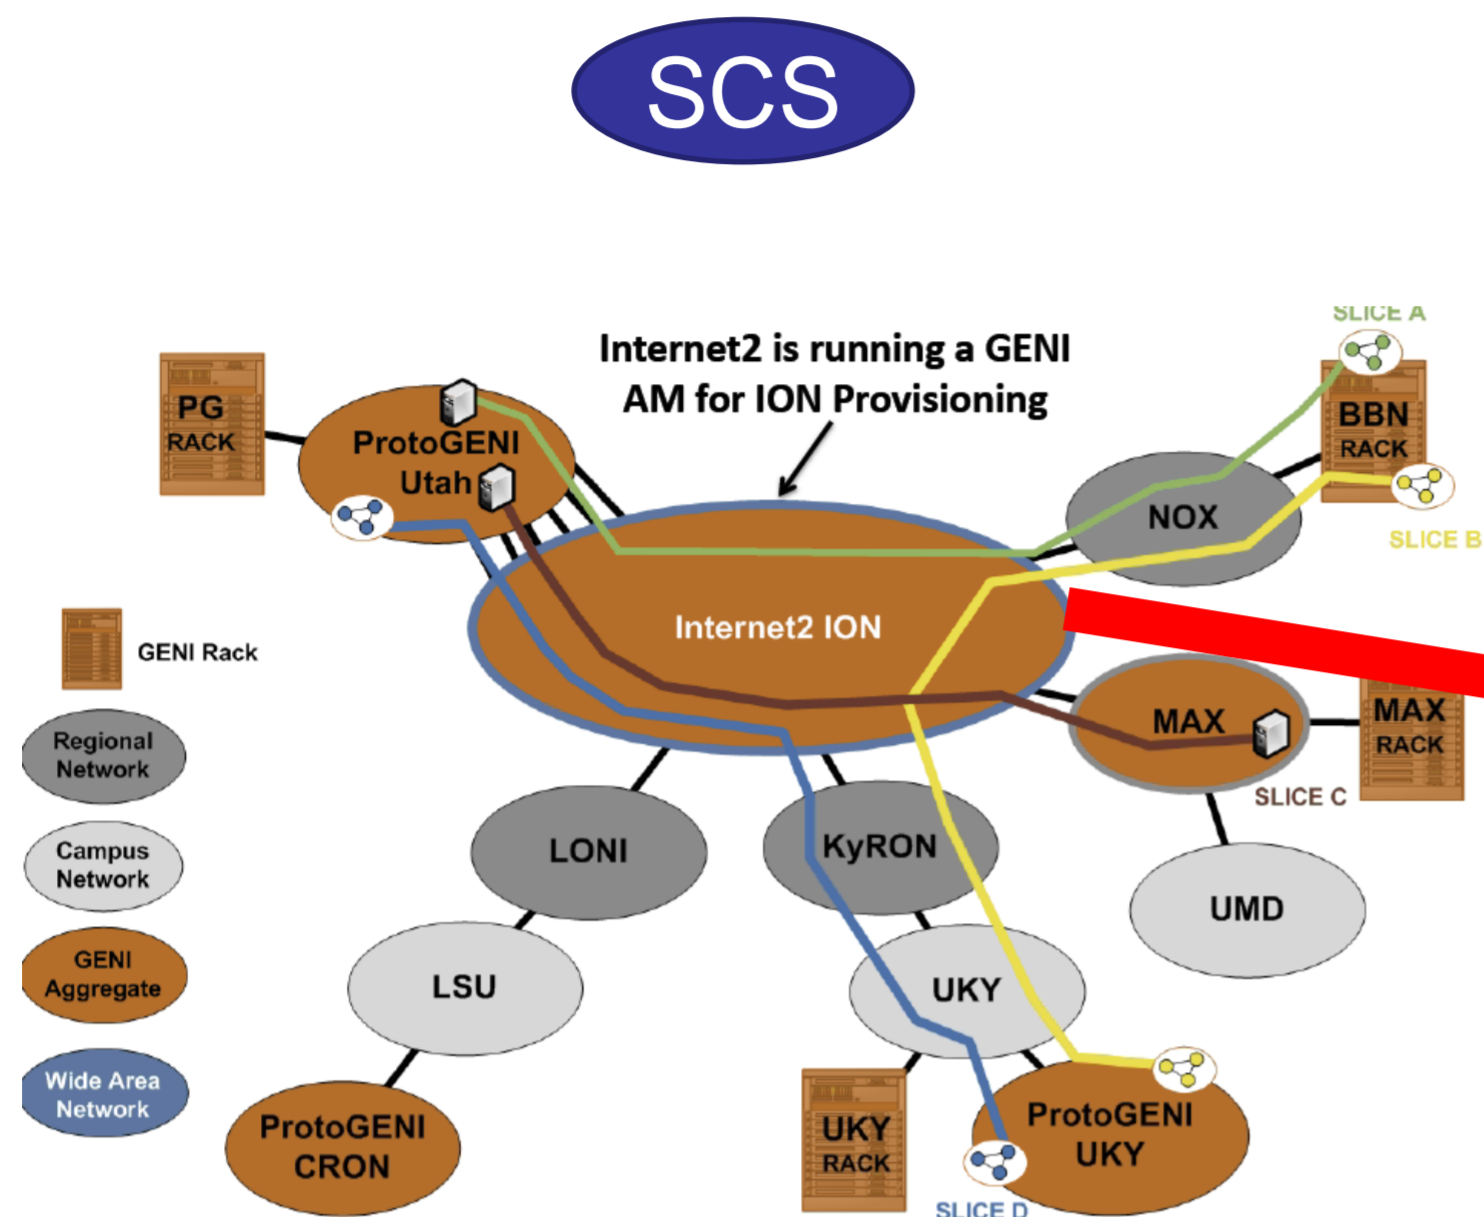 SCS
Internet2 is running a GENI
AM for ION Provisioning
SLICE A
PG
RACK
ProtoGENI
Utah
BBN
RACK
NOX
SLICE B
Internet2 ION
GENI Rack
MAX
MAX
RACK
Regional
Network
SLICE C
LONI
KyRON
Campus
Network
UMD
LSU
UKY
GENI
Aggregate
Wide Area
Network
ProtoGENI
CRON
UKY
RACK
ProtoGENI
UKY
SLICE D